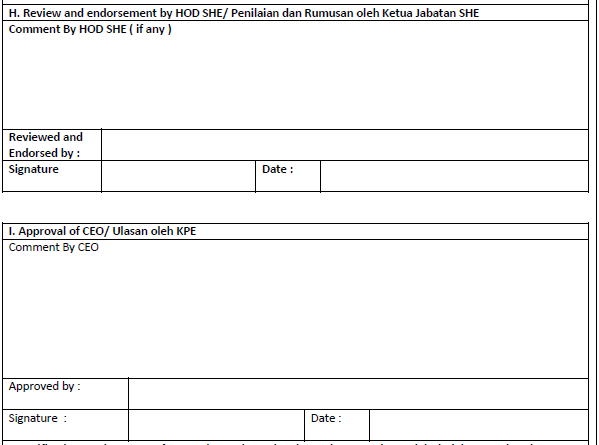 H. Review and endorsement by HOD SHE/ Penilaian dan Rumusan oleh Ketua Jabatan SHE
Comment By HOD SHE ( if any )
Reviewed and
Endorsed by :
Signature
Date :
I. Approval of CEO/ Ulasan oleh KPE
Comment By CEO
Approved by :
Signature :
Date :